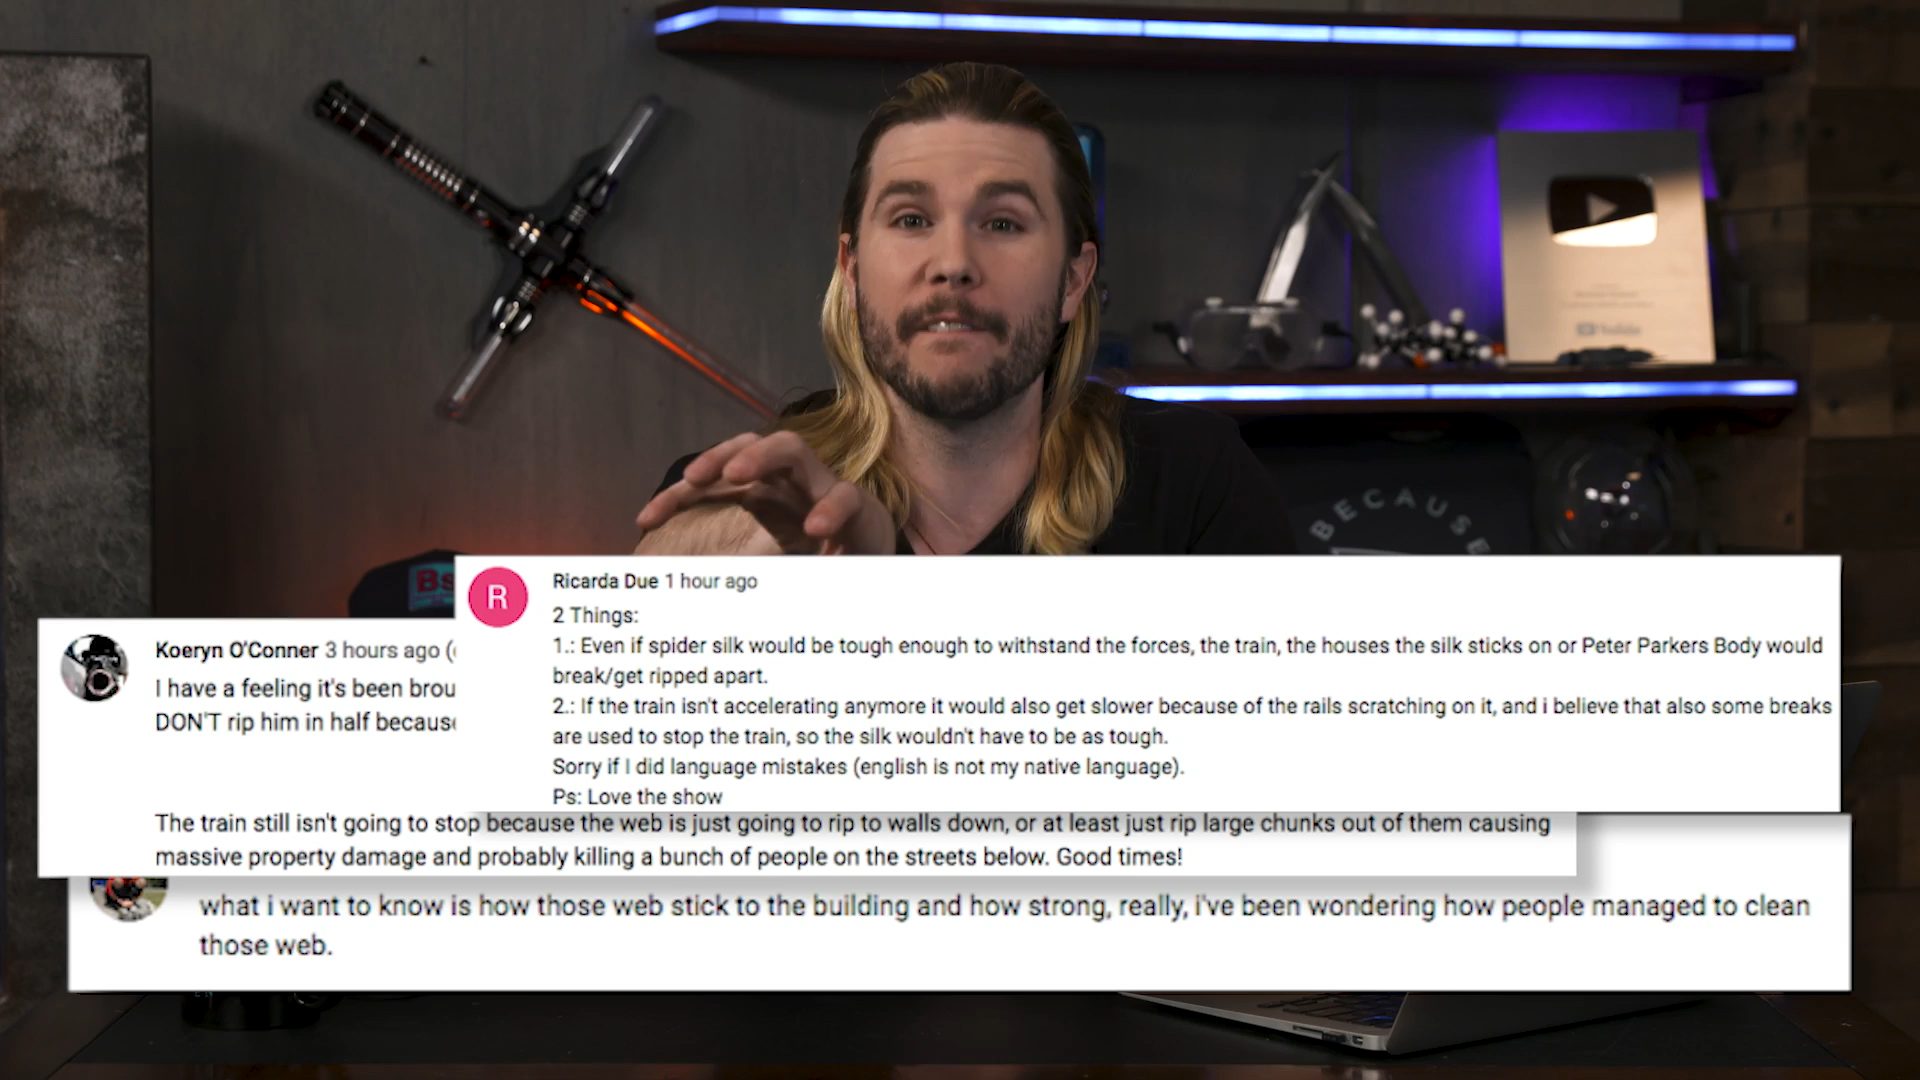 BECAUSE
Bs
Ricarda Due 1 hour ago
R
2 Things:
1.: Even if spider silk would be tough enough to withstand the forces, the train, the houses the silk sticks on or Peter Parkers Body would
break/get ripped apart.
2.: If the train isn't accelerating anymore it would also get slower because of the rails scratching on it, and i believe that also some breaks
are used to stop the train, so the silk wouldn't have to be as tough.
Sorry if I did language mistakes (english is not my native language).
Ps: Love the show
Koeryn O'Conner 3 hours ago (
I have a feeling it's been brou
DON'T rip him in half because
The train still isn't going to stop because the web is just going to rip to walls down, or at least just rip large chunks out of them causing
massive property damage and probably killing a bunch of people on the streets below. Good times!
what i want to know is how those web stick to the building and how strong, really, i've been wondering how people managed to clean
those web.